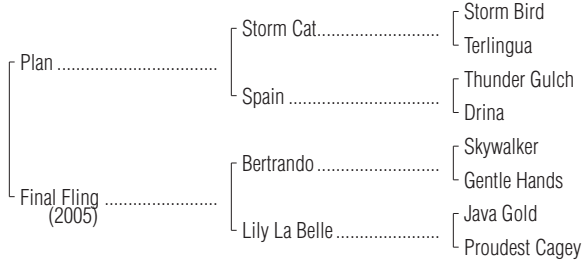 Storm Bird
Storm Cat
Terlingua
Plan
Thunder Gulch
Spain
Drina
Skywalker
Bertrando
Gentle Hands
Final Fling
(2005)
Java Gold
Lily La Belle
Proudest Cagey